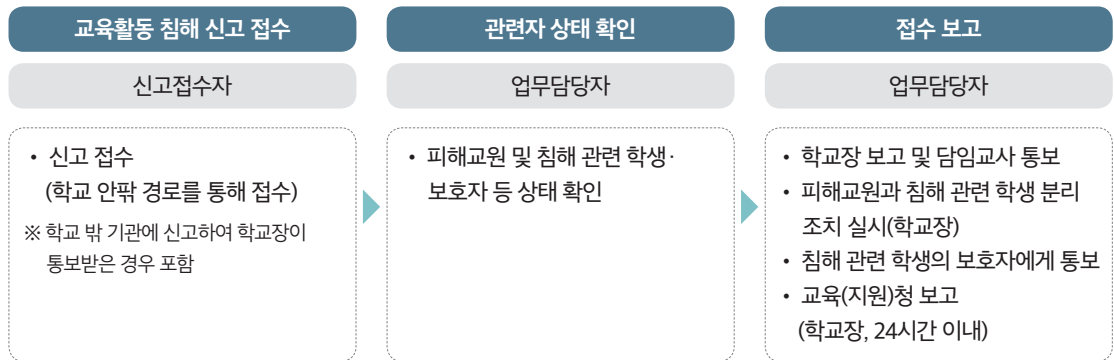 교육활동 침해 신고 접수
신고접수자
• 신고 접수
(학교 안팎 경로를 통해 접수)
※ 학교 밖 기관에 신고하여 학교장이
통보받은 경우 포함
관련자 상태 확인
업무담당자
• 피해교원 및 침해 관련 학생·
보호자 등 상태 확인
접수 보고
업무담당자
• 학교장 보고 및 담임교사 통보
• 피해교원과 침해 관련 학생 분리
조치 실시(학교장)
• 침해 관련 학생의 보호자에게 통보
• 교육(지원)청 보고
(학교장, 24시간 이내)